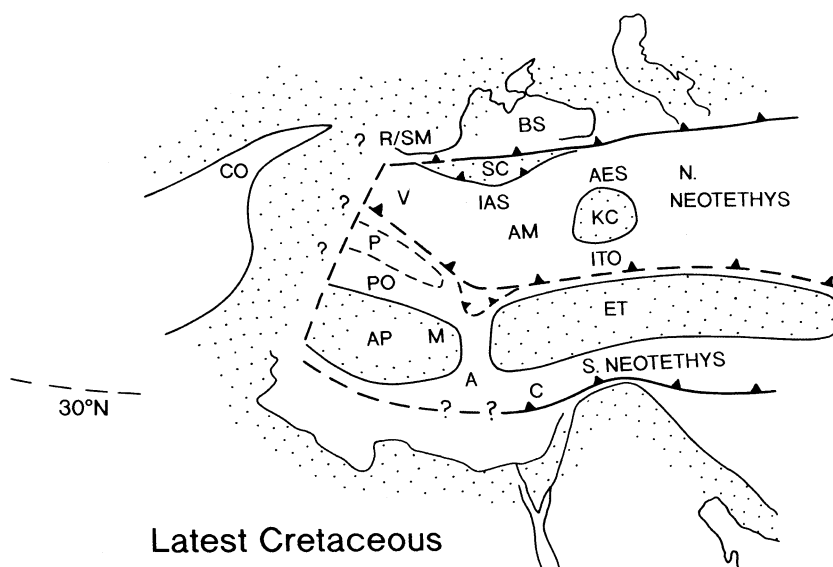 BS
? R/SM
SC
CO
AES
N.
NEOTETHYS
V
IAS
?
KC
AM
P
?
ITO
PO
ET
AP
M
S. NEOTETHYS
A
C
30°N
? ?
Latest Cretaceous